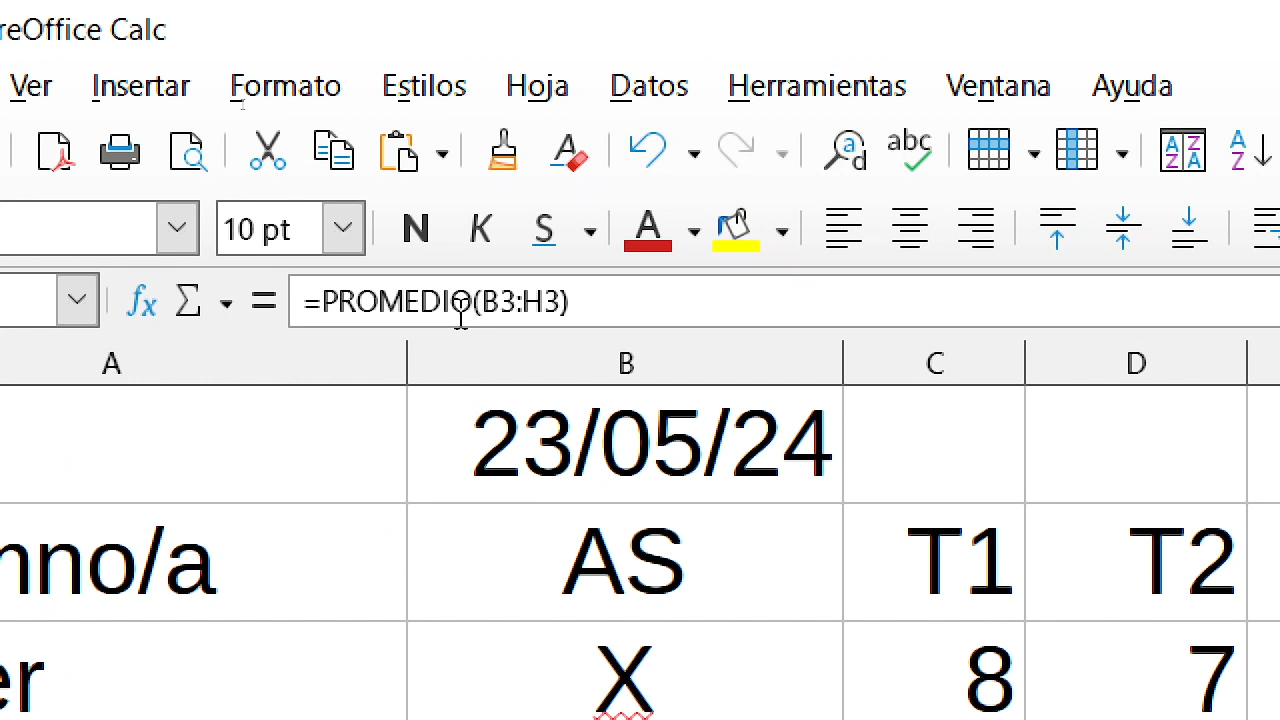 reOffice Calc
Ver Insertar Formato Estilos Hoja Datos Herramientas Ventana Ayuda
10 pt N K S A
=PROMEDIO(B3:H3)
A B C D
23/05/24
nno/a AS T1 T2
er X 8 7